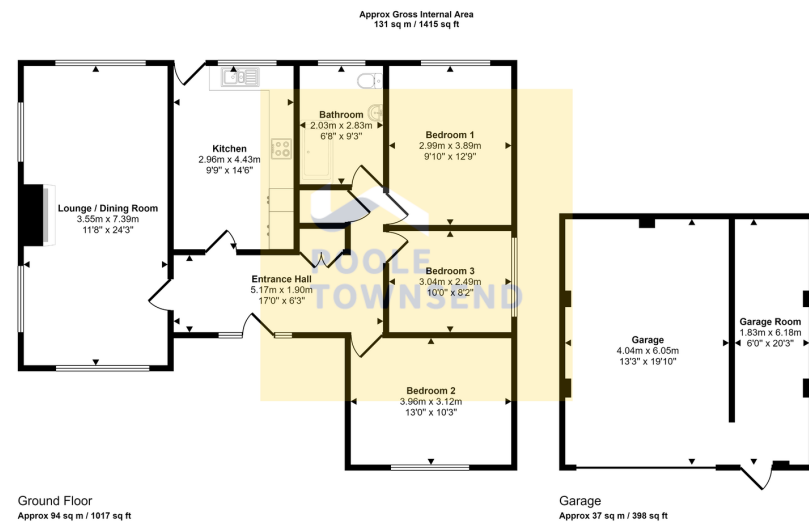 Approx Gross Internal Area
131 sq m / 1415 sq ft
Bathroom
2.03m x 2.83m
6'8" x 9'3"
Bedroom 1
2.99m x 3.89m
9'10" x 12'9"
Kitchen
2.96m x 4.43m
9'9" x 14'6"
Lounge / Dining Room
3.55m x 7.39m
11'8" x 24'3"
POOLE
TOWNSEND
Entrance Hall
5.17m x 1.90m
17'0" x 6'3"
Bedroom 3
3.04m x 2.49m
10'0" x 8'2"
Garage Room
1.83m x 6.18m
6'0" x 20'3"
Garage
4.04m x 6.05m
13'3" x 19'10"
Bedroom 2
3.96m x 3.12m
13'0" x 10'3"
Ground Floor
Approx 94 sq m / 1017 sq ft
Garage
Approx 37 sq m / 398 sq ft